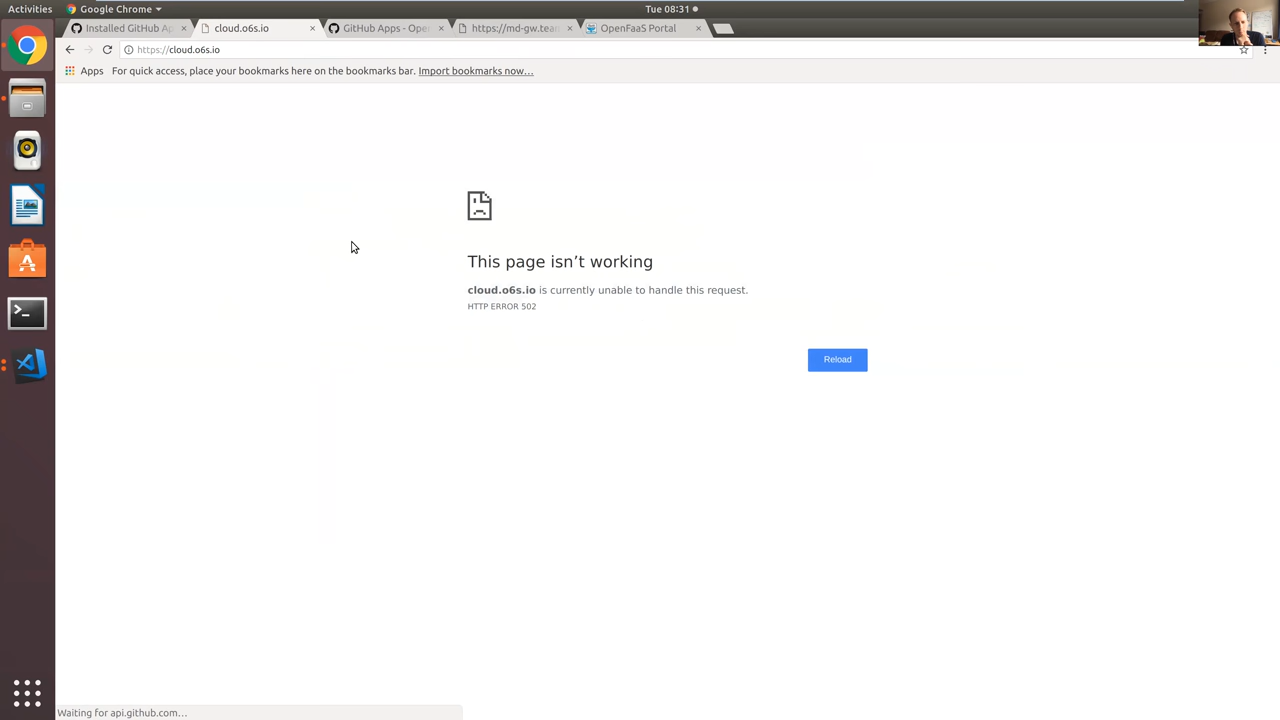 Activities
Google Chrome
Tue 08:31
Installed GitHub Ap
cloud.o6s.io
GitHub Apps - Ope
https://md-gw.team
OpenFaaS Portal
https://cloud.o6s.io
Apps
For quick access, place your bookmarks here on the bookmarks bar. Import bookmarks now…
This page isn’t working
cloud.o6s.io is currently unable to handle this request.
HTTP ERROR 502
Reload
Waiting for api.github.com…